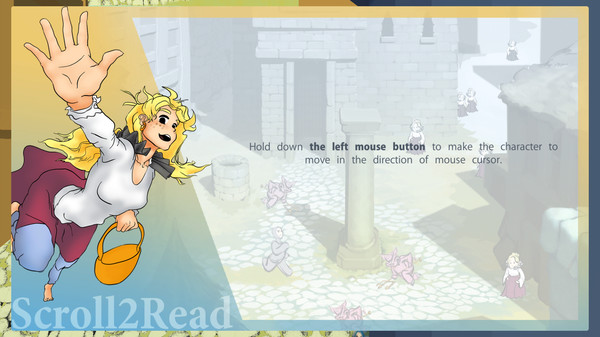 Hold down the left mouse button to make the character to
move in the direction of mouse cursor.
Scroll2Read